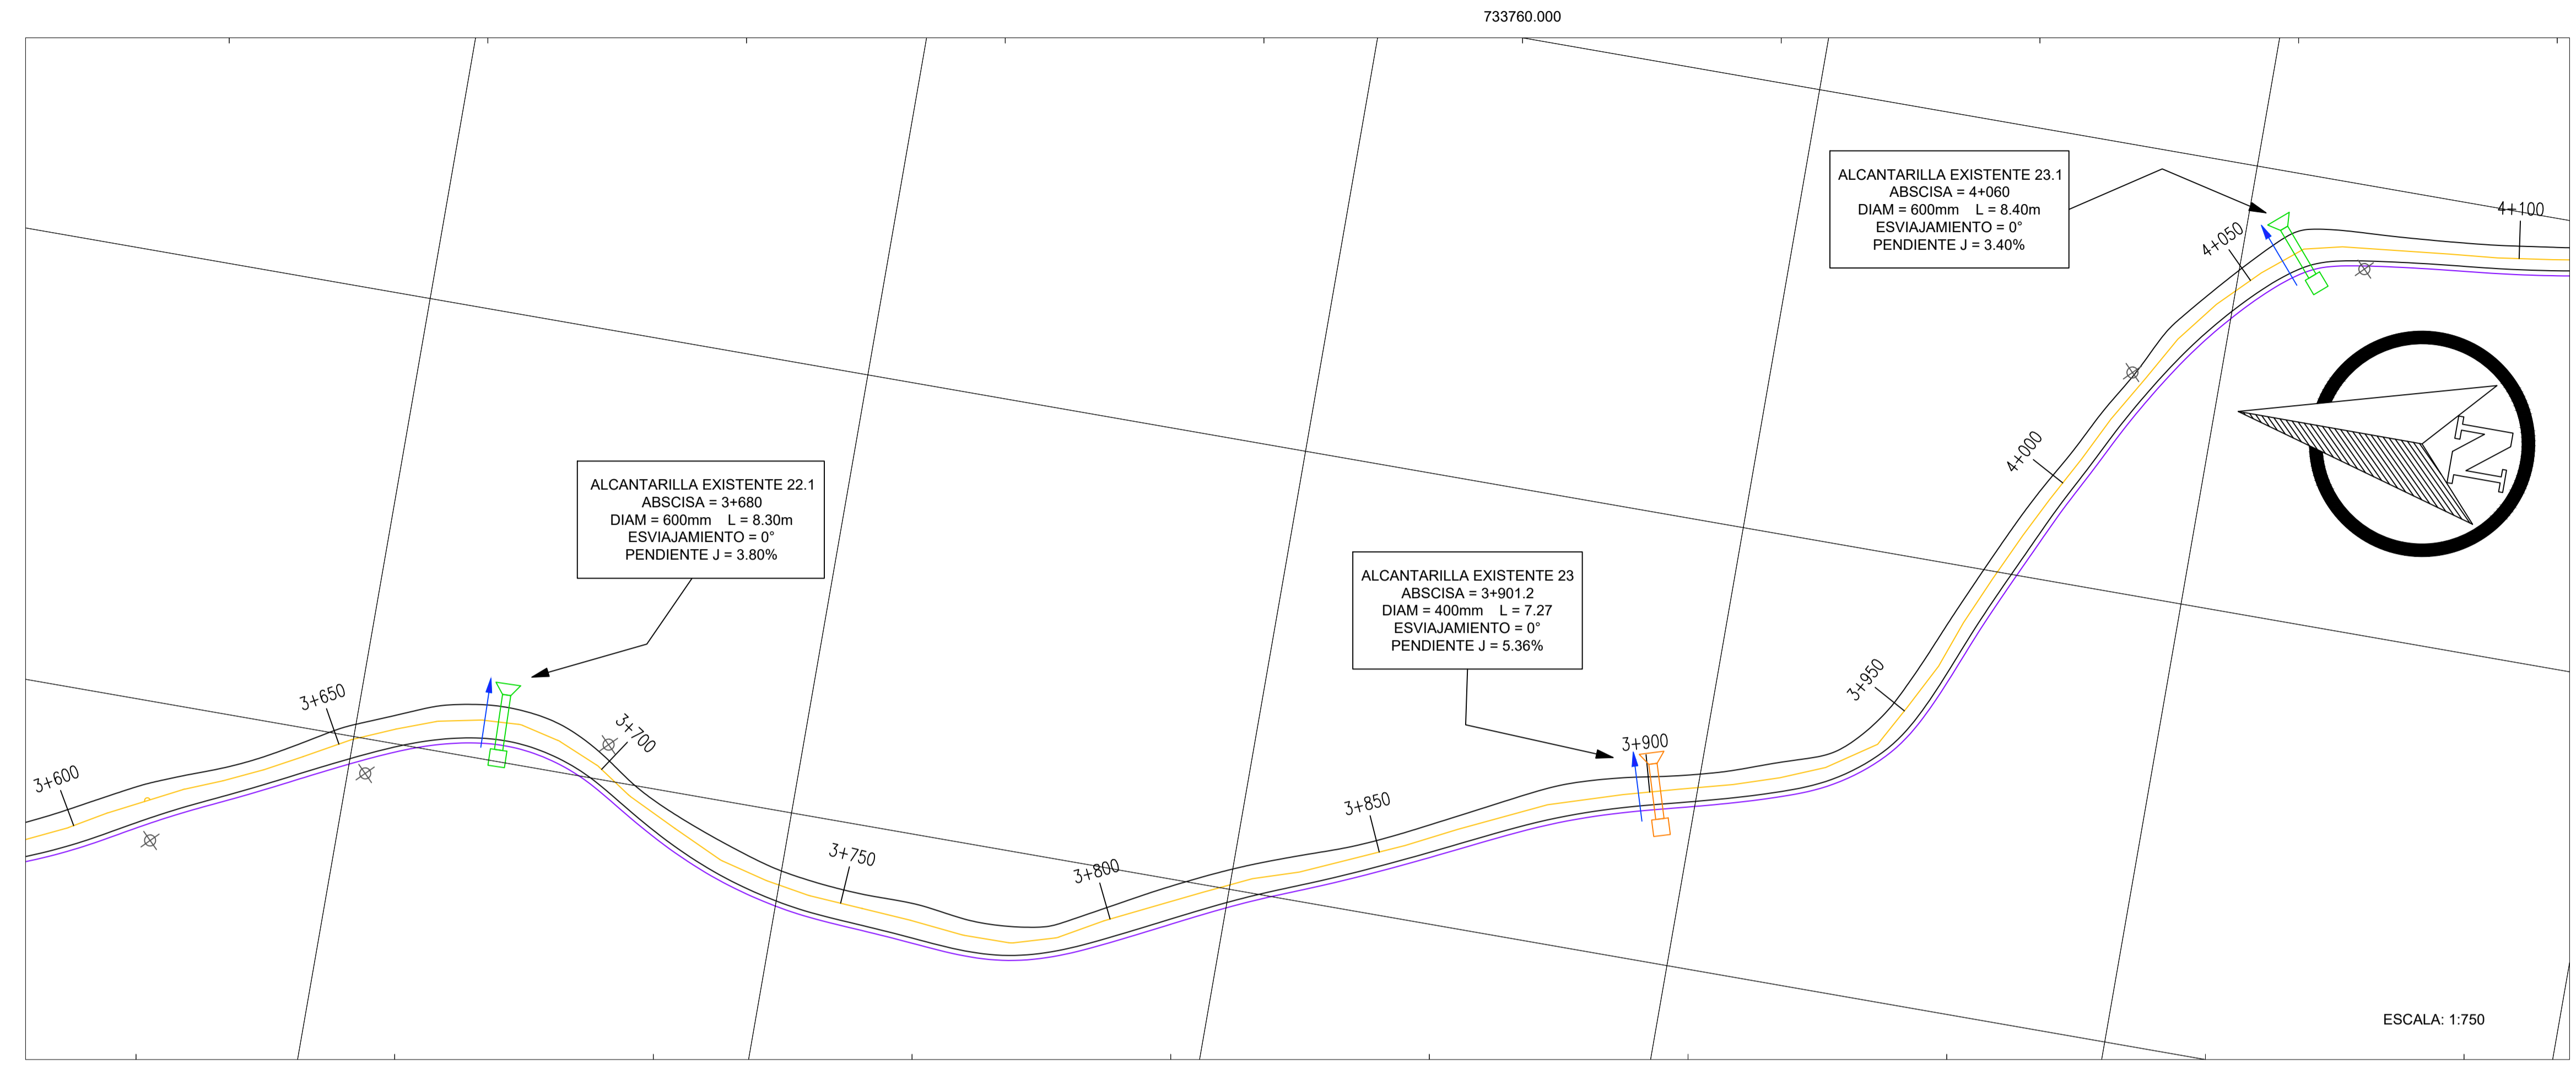 733760.000
ALCANTARILLA EXISTENTE 23.1
ABSCISA = 4+060
DIAM = 600mm L = 8.40m
ESVIAJAMIENTO = 0°
PENDIENTE J = 3.40%
4+050
4+100
N
4+000
ALCANTARILLA EXISTENTE 22.1
ABSCISA = 3+680
DIAM = 600mm L = 8.30m
ESVIAJAMIENTO = 0°
PENDIENTE J = 3.80%
ALCANTARILLA EXISTENTE 23
ABSCISA = 3+901.2
DIAM = 400mm L = 7.27
ESVIAJAMIENTO = 0°
PENDIENTE J = 5.36%
3+600
3+650
3+700
3+750
3+800
3+850
3+900
3+950
ESCALA: 1:750